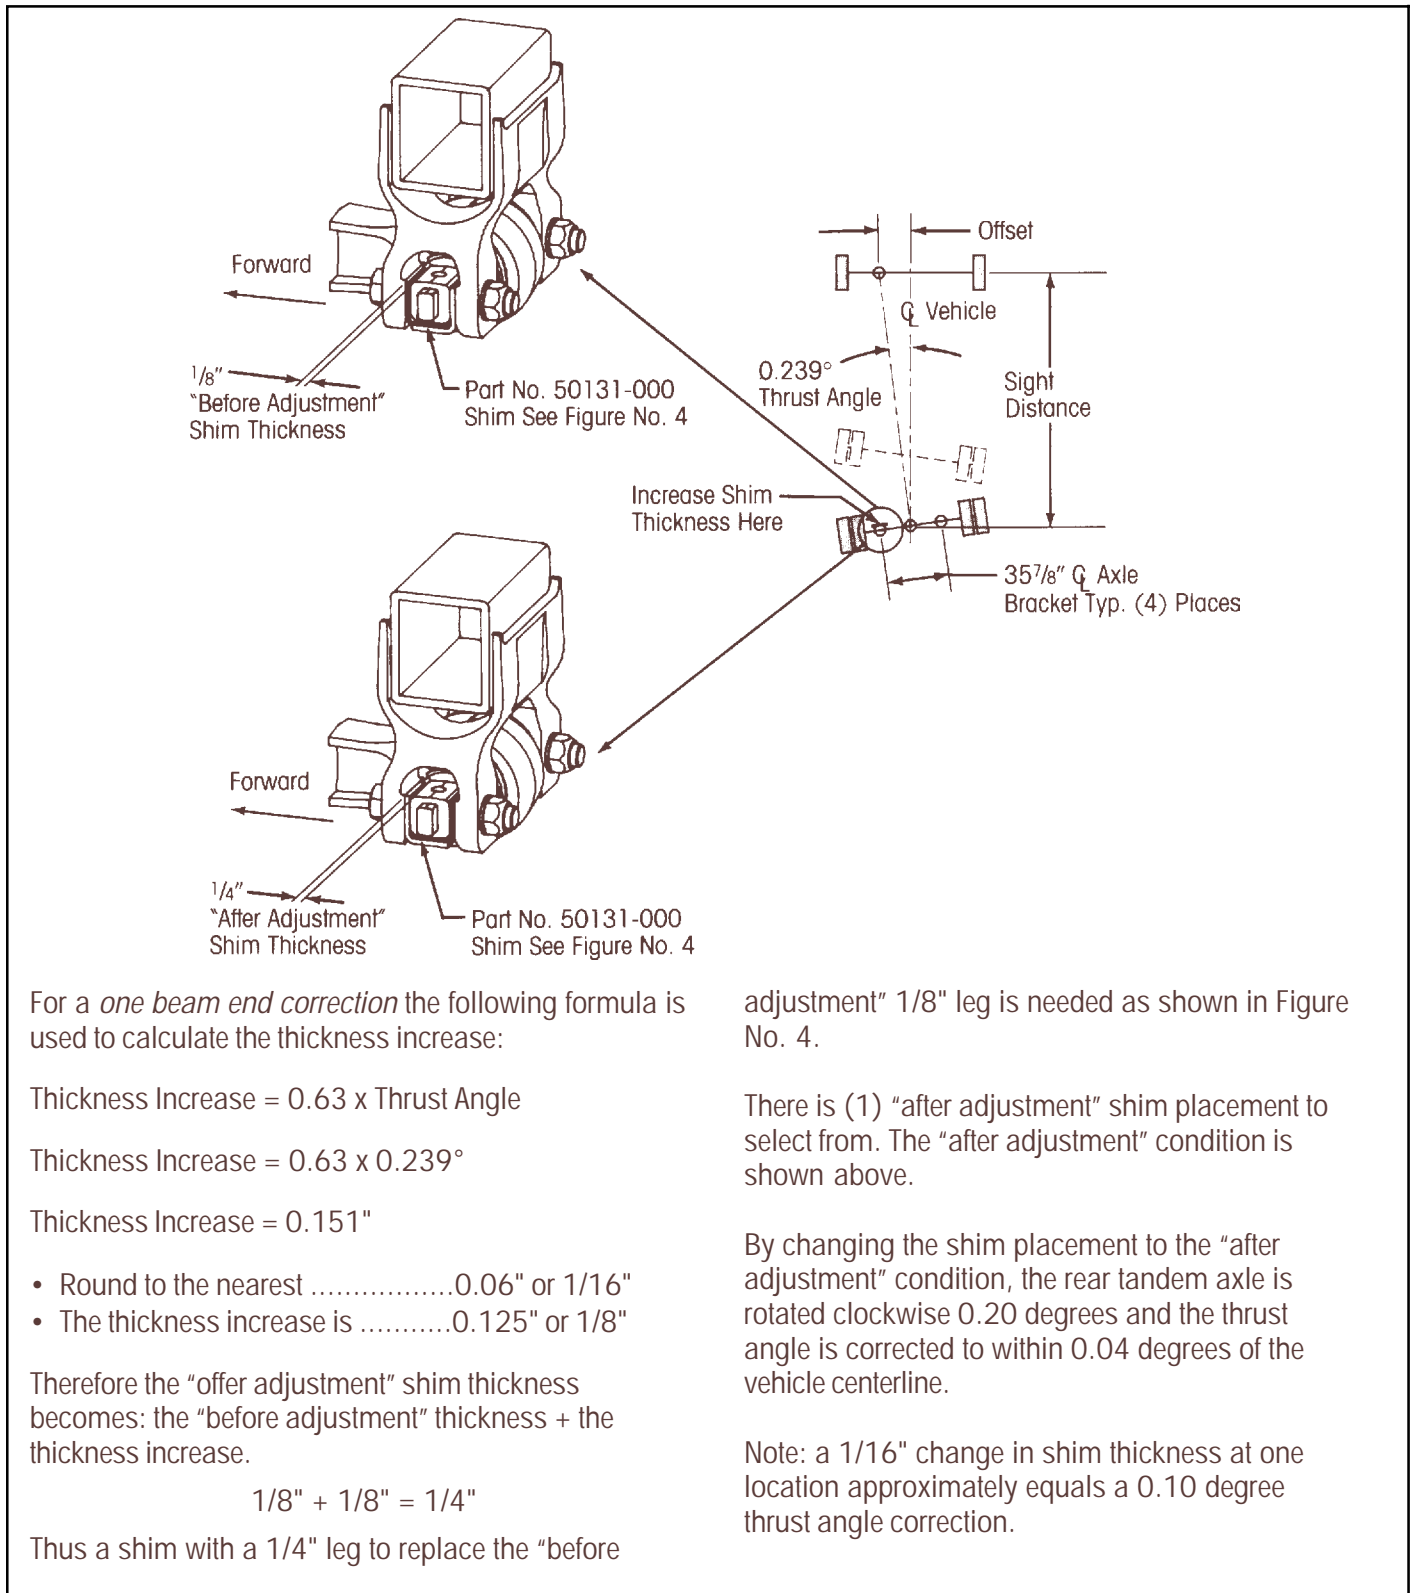 Forward
1/8"
"Before Adjustment"
Shim Thickness
Part No. 50131-000
Shim See Figure No. 4
Offset
℄ Vehicle
0.239°
Thrust Angle
Sight
Distance
Increase Shim
Thickness Here
35 7/8" ℄ Axle
Bracket Typ. (4) Places
Forward
1/4"
"After Adjustment"
Shim Thickness
Part No. 50131-000
Shim See Figure No. 4
For a one beam end correction the following formula is
used to calculate the thickness increase:
Thickness Increase = 0.63 x Thrust Angle
Thickness Increase = 0.63 x 0.239°
Thickness Increase = 0.151"
• Round to the nearest .................0.06" or 1/16"
• The thickness increase is ...........0.125" or 1/8"
Therefore the "offer adjustment" shim thickness
becomes: the "before adjustment" thickness + the
thickness increase.
1/8" + 1/8" = 1/4"
Thus a shim with a 1/4" leg to replace the "before
adjustment" 1/8" leg is needed as shown in Figure
No. 4.
There is (1) "after adjustment" shim placement to
select from. The "after adjustment" condition is
shown above.
By changing the shim placement to the "after
adjustment" condition, the rear tandem axle is
rotated clockwise 0.20 degrees and the thrust
angle is corrected to within 0.04 degrees of the
vehicle centerline.
Note: a 1/16" change in shim thickness at one
location approximately equals a 0.10 degree
thrust angle correction.